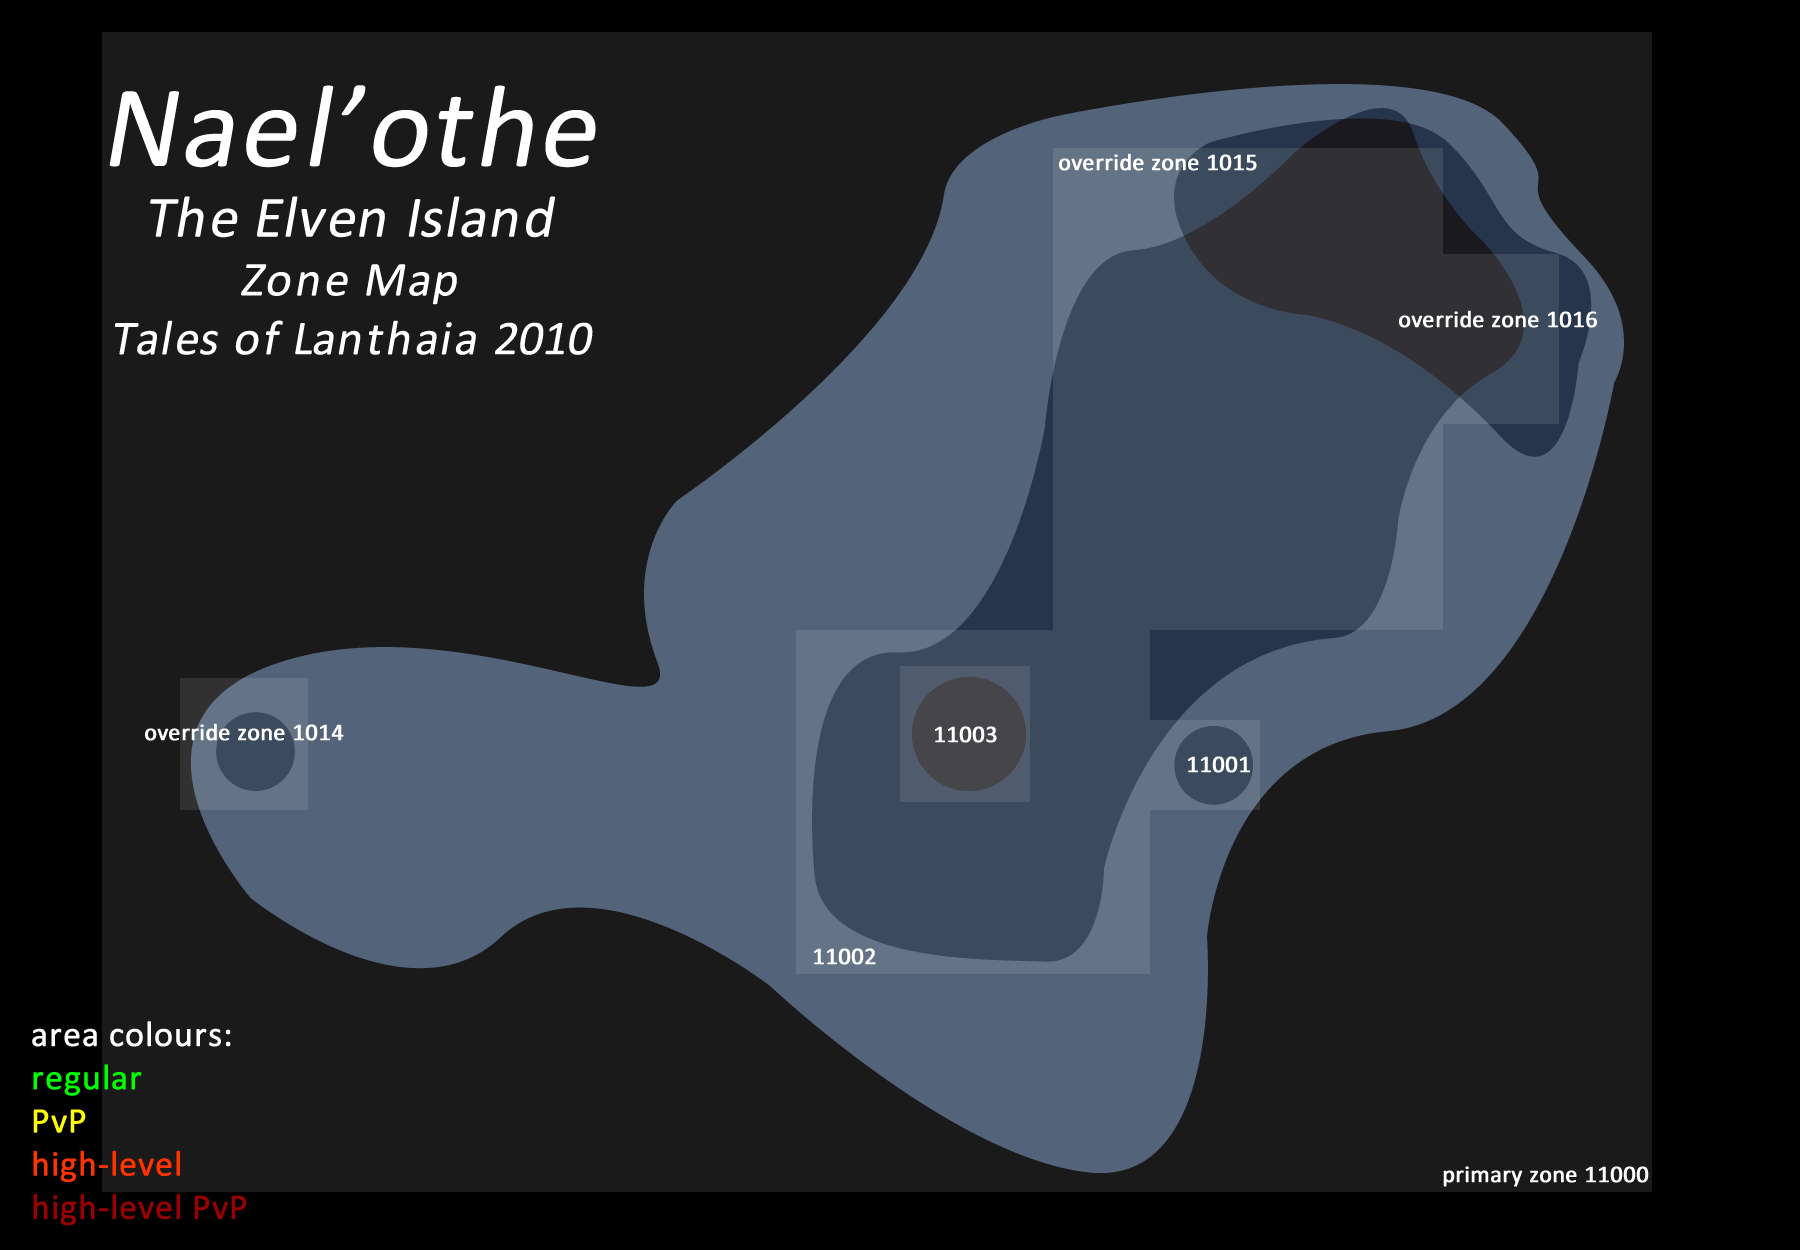 Nael’othe
The Elven Island
Zone Map
Tales of Lanthaia 2010
override zone 1015
override zone 1016
override zone 1014
11003
11001
11002
area colours:
regular
PvP
high-level
high-level PvP
primary zone 11000